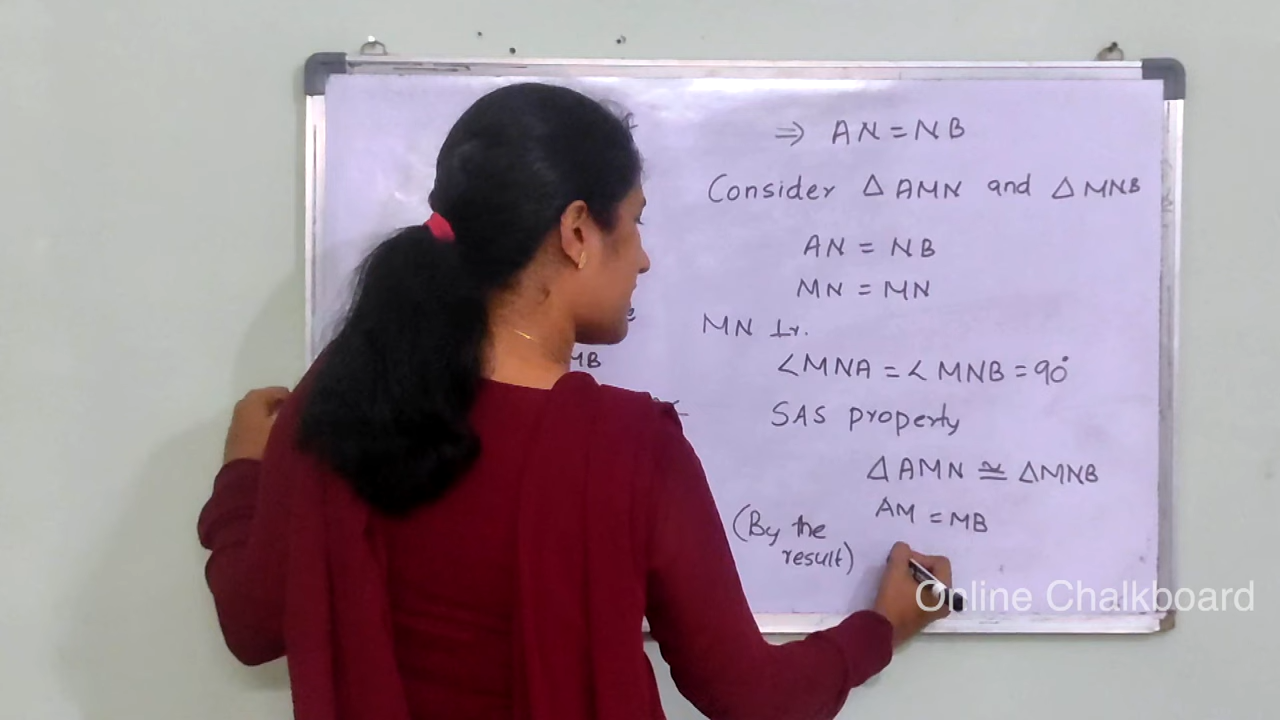 ⇒ AN = NB
Consider △ AMN and △ MNB
AN = NB
MN = MN
MN ⊥r.
∠MNA = ∠MNB = 90°
SAS property
△ AMN ≅ △MNB
AM = MB
(By the
result)
MB
Online Chalkboard